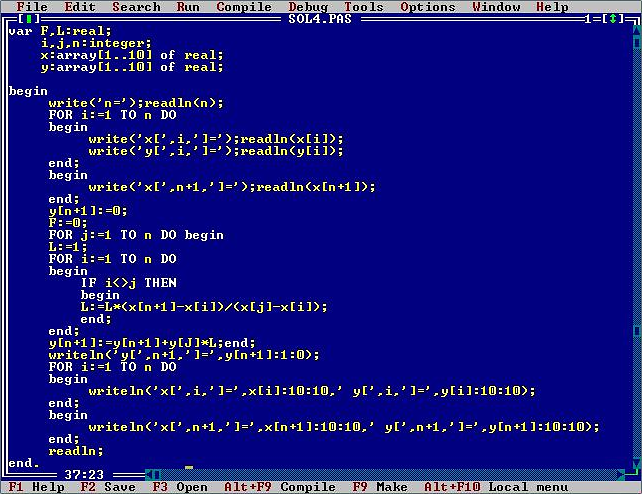 File Edit Search Run Compile Debug Tools Options Window Help
[■] SOL4.PAS 1=[↕]
var F,L:real;
    i,j,n:integer;
    x:array[1..10] of real;
    y:array[1..10] of real;
begin
     write('n=');readln(n);
     FOR i:=1 TO n DO
     begin
          write('x[',i,']=');readln(x[i]);
          write('y[',i,']=');readln(y[i]);
     end;
     begin
          write('x[',n+1,']=');readln(x[n+1]);
     end;
     y[n+1]:=0;
     F:=0;
     FOR j:=1 TO n DO begin
     L:=1;
     FOR i:=1 TO n DO
     begin
         IF i<>j THEN
         begin
         L:=L*(x[n+1]-x[i])/(x[j]-x[i]);
         end;
     end;
     y[n+1]:=y[n+1]+y[J]*L;end;
     writeln('y[',n+1,']=',y[n+1]:1:0);
     FOR i:=1 TO n DO
     begin
          writeln('x[',i,']=',x[i]:10:10,' y[',i,']=',y[i]:10:10);
     end;
     begin
          writeln('x[',n+1,']=',x[n+1]:10:10,' y[',n+1,']=',y[n+1]:10:10);
     end;
     readln;
end.
37:23
F1 Help F2 Save F3 Open Alt+F9 Compile F9 Make Alt+F10 Local menu